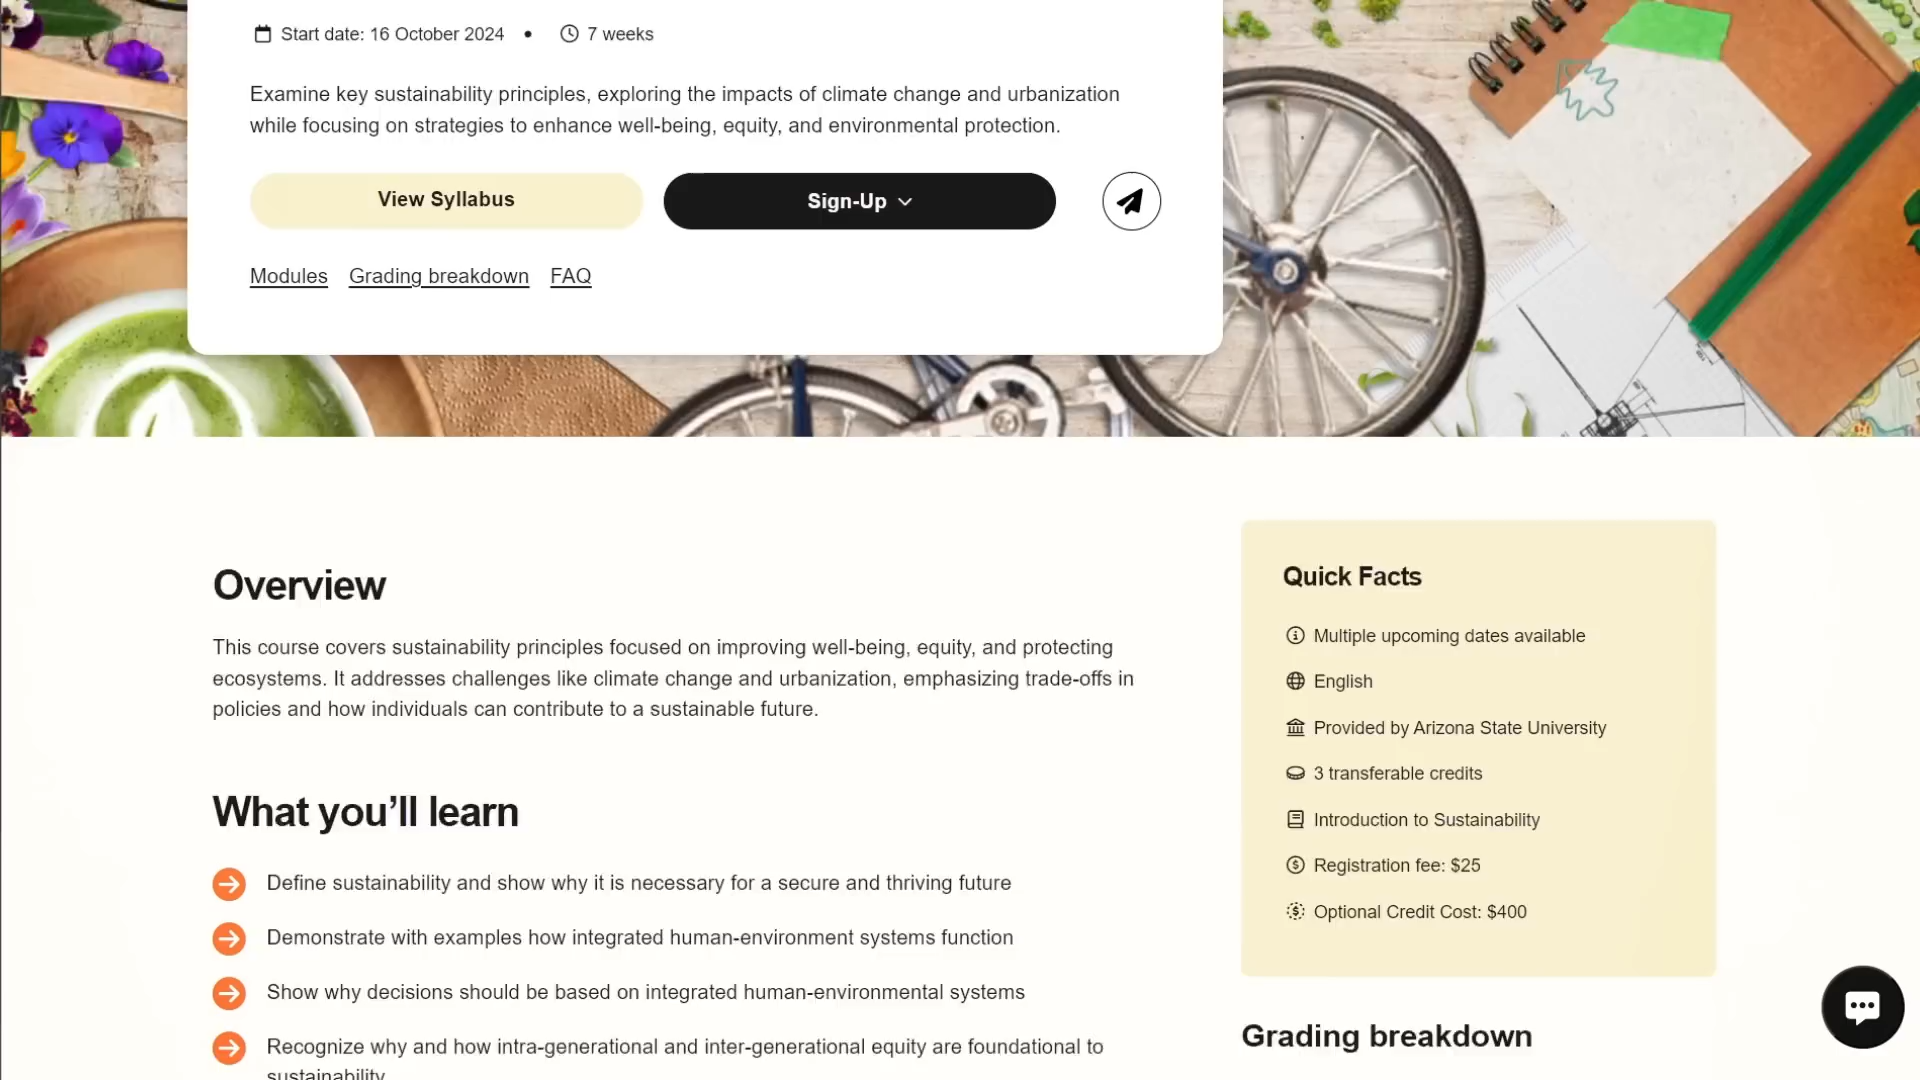 Start date: 16 October 2024 • 7 weeks
Examine key sustainability principles, exploring the impacts of climate change and urbanization
while focusing on strategies to enhance well-being, equity, and environmental protection.
View Syllabus
Sign-Up
Modules Grading breakdown FAQ
Overview
This course covers sustainability principles focused on improving well-being, equity, and protecting
ecosystems. It addresses challenges like climate change and urbanization, emphasizing trade-offs in
policies and how individuals can contribute to a sustainable future.
What you’ll learn
Define sustainability and show why it is necessary for a secure and thriving future
Demonstrate with examples how integrated human-environment systems function
Show why decisions should be based on integrated human-environmental systems
Recognize why and how intra-generational and inter-generational equity are foundational to
sustainability
Quick Facts
Multiple upcoming dates available
English
Provided by Arizona State University
3 transferable credits
Introduction to Sustainability
Registration fee: $25
Optional Credit Cost: $400
Grading breakdown